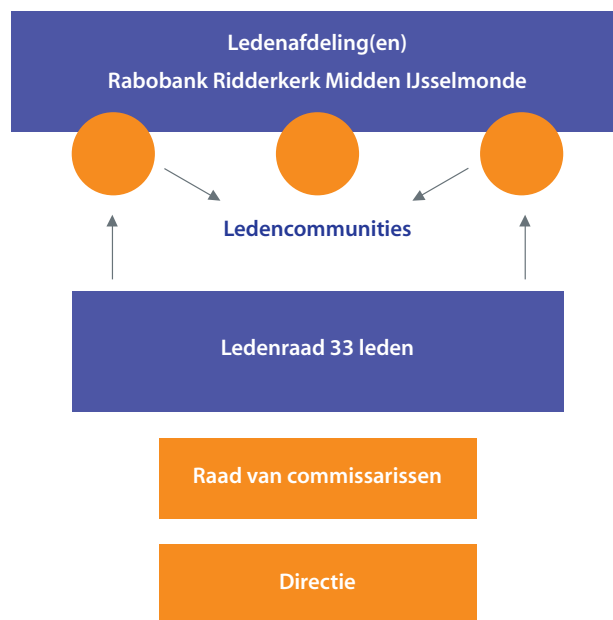 Ledenafdeling(en)
Rabobank Ridderkerk Midden IJsselmonde
Ledencommunities
Ledenraad 33 leden
Raad van commissarissen
Directie